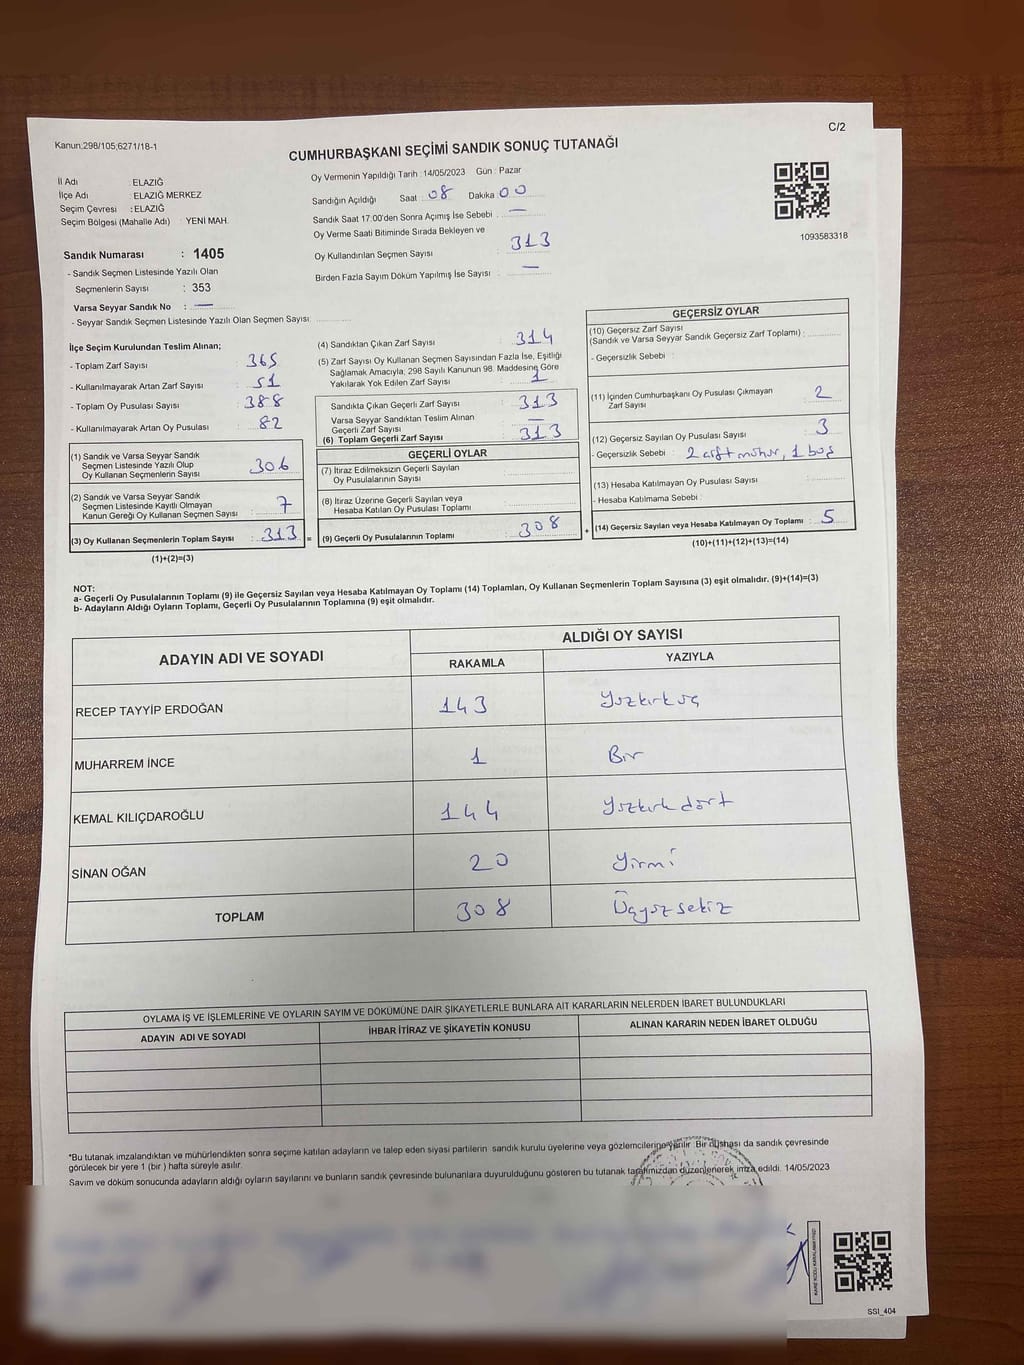 Kanun:298/105;6271/18-1
C/2
CUMHURBAŞKANI SEÇİMİ SANDIK SONUÇ TUTANAĞI
İl Adı : ELAZIĞ
İlçe Adı : ELAZIĞ MERKEZ
Seçim Çevresi : ELAZIĞ
Seçim Bölgesi (Mahalle Adı) : YENİ MAH.
Sandık Numarası : 1405
- Sandık Seçmen Listesinde Yazılı Olan
Seçmenlerin Sayısı : 353
Varsa Seyyar Sandık No : —
- Seyyar Sandık Seçmen Listesinde Yazılı Olan Seçmen Sayısı:
Oy Vermenin Yapıldığı Tarih : 14/05/2023 Gün : Pazar
Sandığın Açıldığı Saat 08 Dakika 00
Sandık Saat 17:00'den Sonra Açımış İse Sebebi : —
Oy Verme Saati Bitiminde Sırada Bekleyen ve
Oy Kullandırılan Seçmen Sayısı : 313
Birden Fazla Sayım Döküm Yapılmış İse Sayısı : —
1093583318
İlçe Seçim Kurulundan Teslim Alınan;
- Toplam Zarf Sayısı : 365
- Kullanılmayarak Artan Zarf Sayısı : 51
- Toplam Oy Pusulası Sayısı : 388
- Kullanılmayarak Artan Oy Pusulası : 82
(1) Sandık ve Varsa Seyyar Sandık
Seçmen Listesinde Yazılı Olup
Oy Kullanan Seçmenlerin Sayısı : 306
(2) Sandık ve Varsa Seyyar Sandık
Seçmen Listesinde Kayıtlı Olmayan
Kanun Gereği Oy Kullanan Seçmen Sayısı : 7
(3) Oy Kullanan Seçmenlerin Toplam Sayısı : 313 =
(1)+(2)=(3)
(4) Sandıktan Çıkan Zarf Sayısı : 314
(5) Zarf Sayısı Oy Kullanan Seçmen Sayısından Fazla İse, Eşitliği
Sağlamak Amacıyla, 298 Sayılı Kanunun 98. Maddesine Göre
Yakılarak Yok Edilen Zarf Sayısı : 1
Sandıkta Çıkan Geçerli Zarf Sayısı : 313
Varsa Seyyar Sandıktan Teslim Alınan
Geçerli Zarf Sayısı : —
(6) Toplam Geçerli Zarf Sayısı : 313
GEÇERLİ OYLAR
(7) İtiraz Edilmeksizin Geçerli Sayılan
Oy Pusulalarının Sayısı :
(8) İtiraz Üzerine Geçerli Sayılan veya
Hesaba Katılan Oy Pusulası Toplamı :
(9) Geçerli Oy Pusulalarının Toplamı : 308 +
GEÇERSİZ OYLAR
(10) Geçersiz Zarf Sayısı
(Sandık ve Varsa Seyyar Sandık Geçersiz Zarf Toplamı) :
- Geçersizlik Sebebi :
(11) İçinden Cumhurbaşkanı Oy Pusulası Çıkmayan
Zarf Sayısı : 2
(12) Geçersiz Sayılan Oy Pusulası Sayısı : 3
- Geçersizlik Sebebi : 2 çift mühür, 1 boş
(13) Hesaba Katılmayan Oy Pusulası Sayısı :
- Hesaba Katılmama Sebebi :
(14) Geçersiz Sayılan veya Hesaba Katılmayan Oy Toplamı : 5
(10)+(11)+(12)+(13)=(14)
NOT:
a- Geçerli Oy Pusulalarının Toplamı (9) ile Geçersiz Sayılan veya Hesaba Katılmayan Oy Toplamı (14) Toplamları, Oy Kullanan Seçmenlerin Toplam Sayısına (3) eşit olmalıdır. (9)+(14)=(3)
b- Adayların Aldığı Oyların Toplamı, Geçerli Oy Pusulalarının Toplamına (9) eşit olmalıdır.
ADAYIN ADI VE SOYADI ALDIĞI OY SAYISI
RAKAMLA YAZIYLA
RECEP TAYYİP ERDOĞAN 143 Yüzkırküç
MUHARREM İNCE 1 Bir
KEMAL KILIÇDAROĞLU 144 Yüzkırkdört
SİNAN OĞAN 20 Yirmi
TOPLAM 308 Üçyüzsekiz
OYLAMA İŞ VE İŞLEMLERİNE VE OYLARIN SAYIM VE DÖKÜMÜNE DAİR ŞİKAYETLERLE BUNLARA AİT KARARLARIN NELERDEN İBARET BULUNDUKLARI
ADAYIN ADI VE SOYADI İHBAR İTİRAZ VE ŞİKAYETİN KONUSU ALINAN KARARIN NEDEN İBARET OLDUĞU
*Bu tutanak imzalandıktan ve mühürlendikten sonra seçime katılan adayların ve talep eden siyasi partilerin sandık kurulu üyelerine veya gözlemcilerine verilir. Bir nüshası da sandık çevresinde
görülecek bir yere 1 (bir ) hafta süreyle asılır.
Sayım ve döküm sonucunda adayların aldığı oyların sayılarını ve bunların sandık çevresinde bulunanlara duyurulduğunu gösteren bu tutanak tarafımızdan düzenlenerek imza edildi. 14/05/2023
KARE KODU KARALAMAYINIZ!
SSI_404